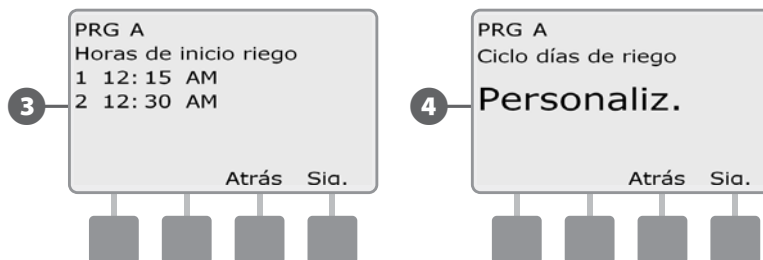 PRG A
Horas de inicio riego
1 12:15 AM
2 12:30 AM
3
Atrás Sig.
PRG A
Ciclo días de riego
Personaliz.
4
Atrás Sig.